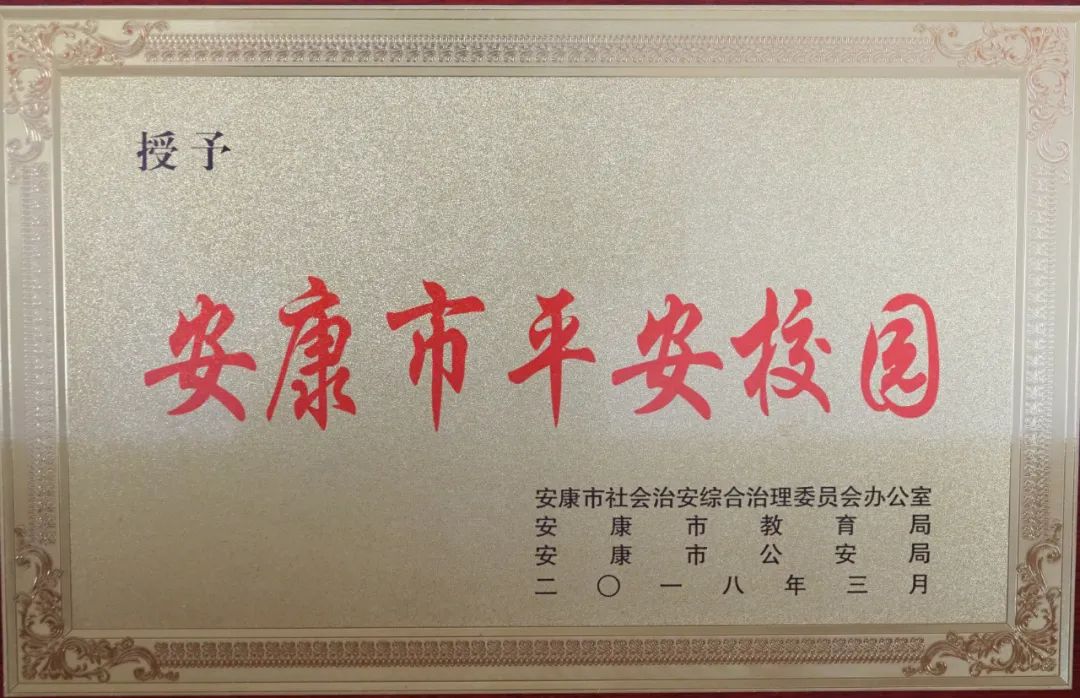 授予
安康市平安校园
安康市社会治安综合治理委员会办公室
安康市教育局
安康市公安局
二〇一八年三月